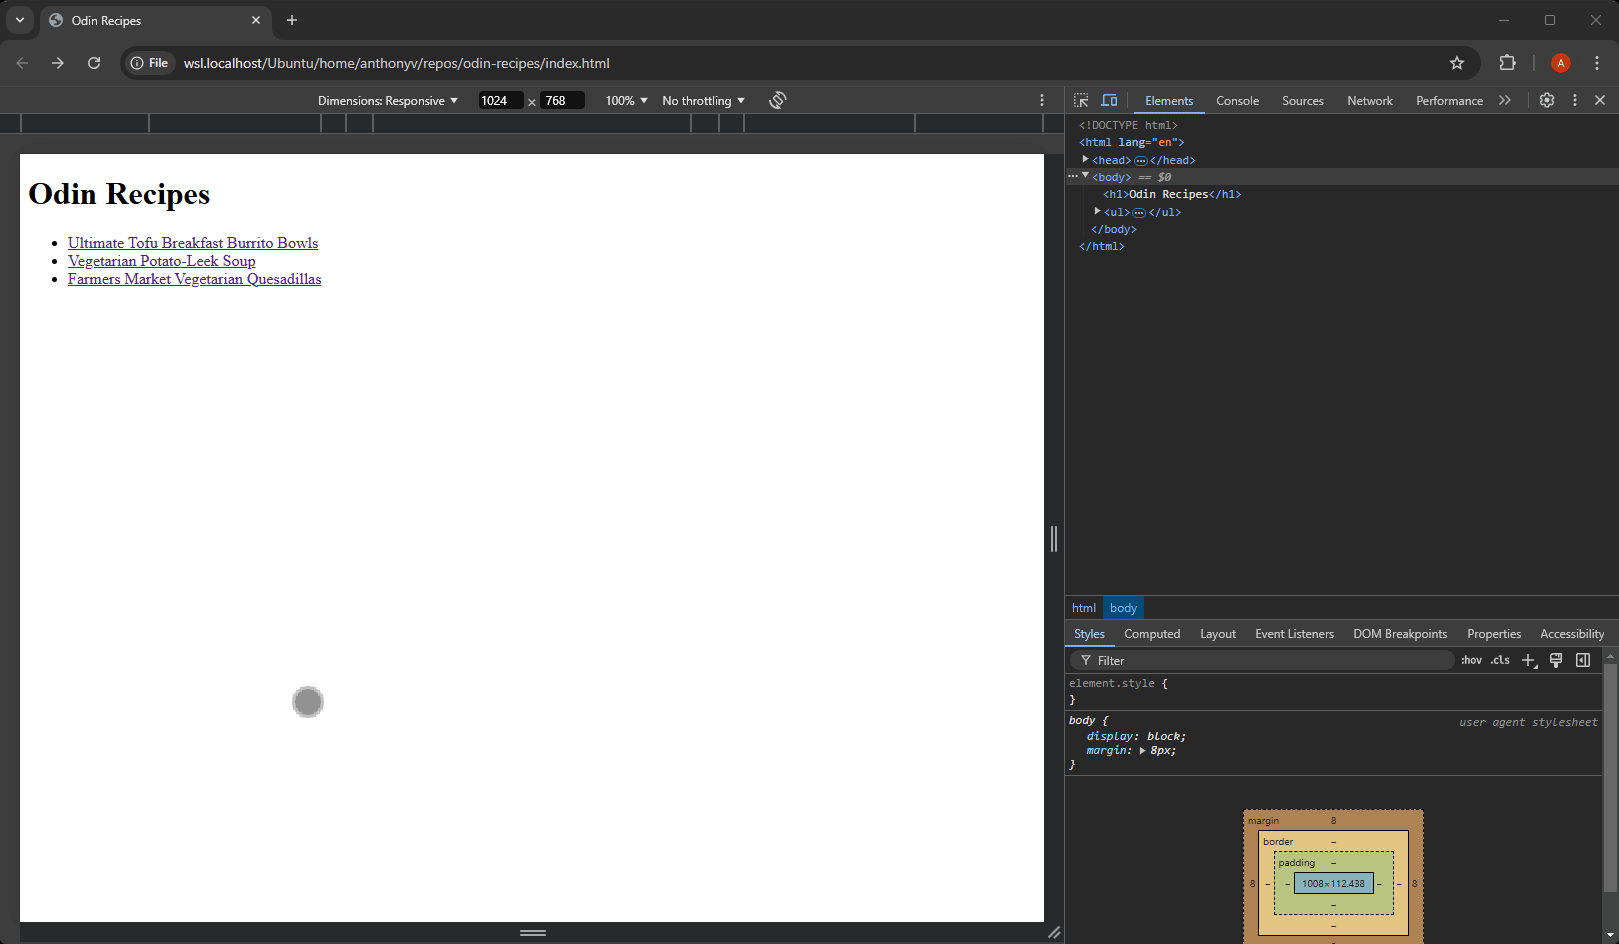 Odin Recipes
File
wsl.localhost/Ubuntu/home/anthonyv/repos/odin-recipes/index.html
A
Dimensions: Responsive
1024 × 768
100%
No throttling
Elements
Console
Sources
Network
Performance
Odin Recipes
Ultimate Tofu Breakfast Burrito Bowls
Vegetarian Potato-Leek Soup
Farmers Market Vegetarian Quesadillas
<!DOCTYPE html>
<html lang="en">
<head>…</head>
<body> == $0
<h1>Odin Recipes</h1>
<ul>…</ul>
</body>
</html>
html
body
Styles
Computed
Layout
Event Listeners
DOM Breakpoints
Properties
Accessibility
Filter
:hov
.cls
element.style {
}
body {
user agent stylesheet
display: block;
margin: 8px;
}
margin
8
border
–
padding
–
8
–
–
1008×112.438
–
–
8
–
–